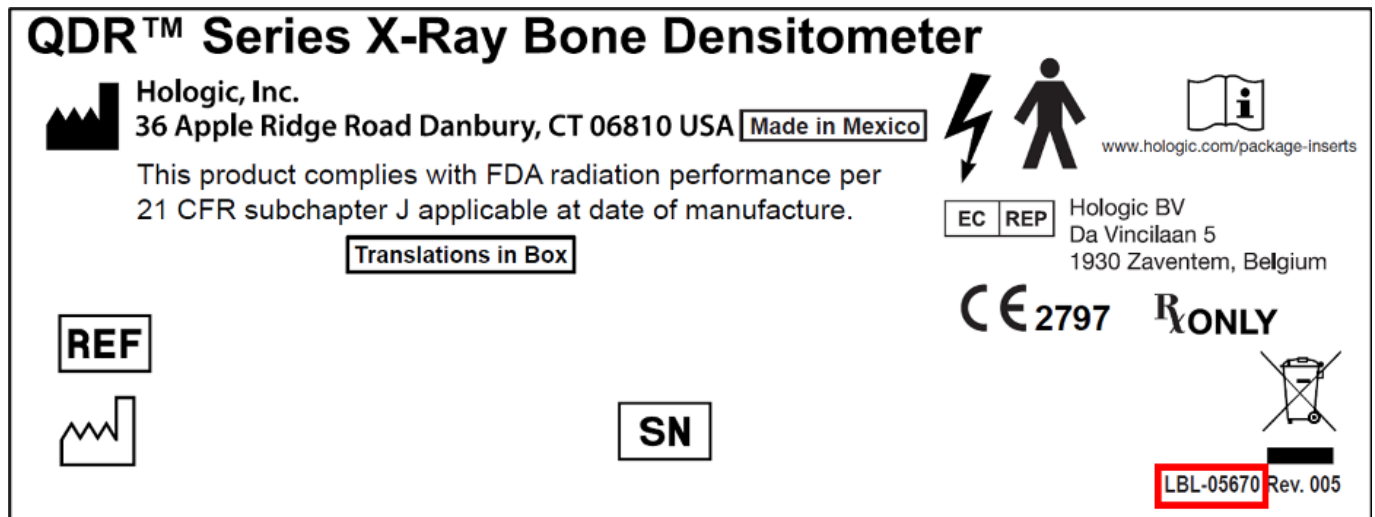 QDR™ Series X-Ray Bone Densitometer
Hologic, Inc.
36 Apple Ridge Road Danbury, CT 06810 USA Made in Mexico
This product complies with FDA radiation performance per
21 CFR subchapter J applicable at date of manufacture.
Translations in Box
www.hologic.com/package-inserts
EC REP
Hologic BV
Da Vincilaan 5
1930 Zaventem, Belgium
CE 2797
Rx ONLY
REF
SN
LBL-05670 Rev. 005